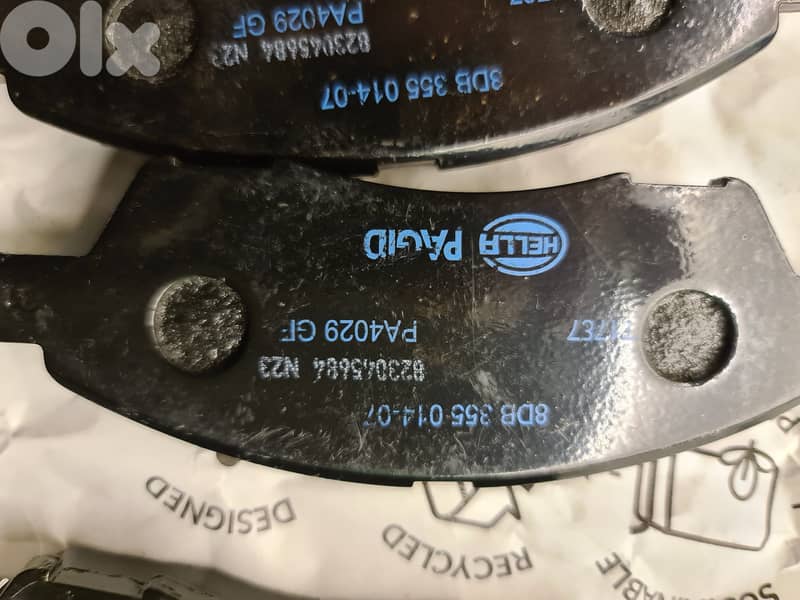 olx
PA4029 GF
823045684 N23
8DB 355 014-07
HELLA PAGID
PA4029 GF
823045684 N23
8DB 355 014-07
DESIGNED
RECYCLED